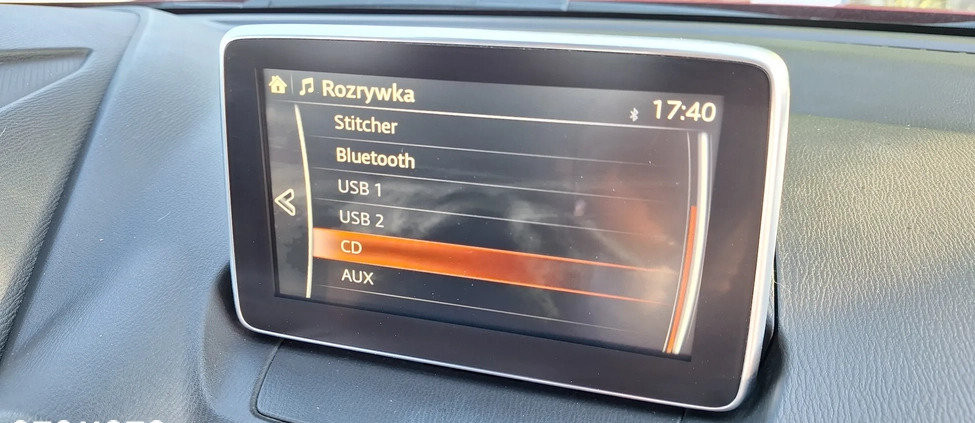 Rozrywka
17:40
Stitcher
Bluetooth
USB 1
USB 2
CD
AUX